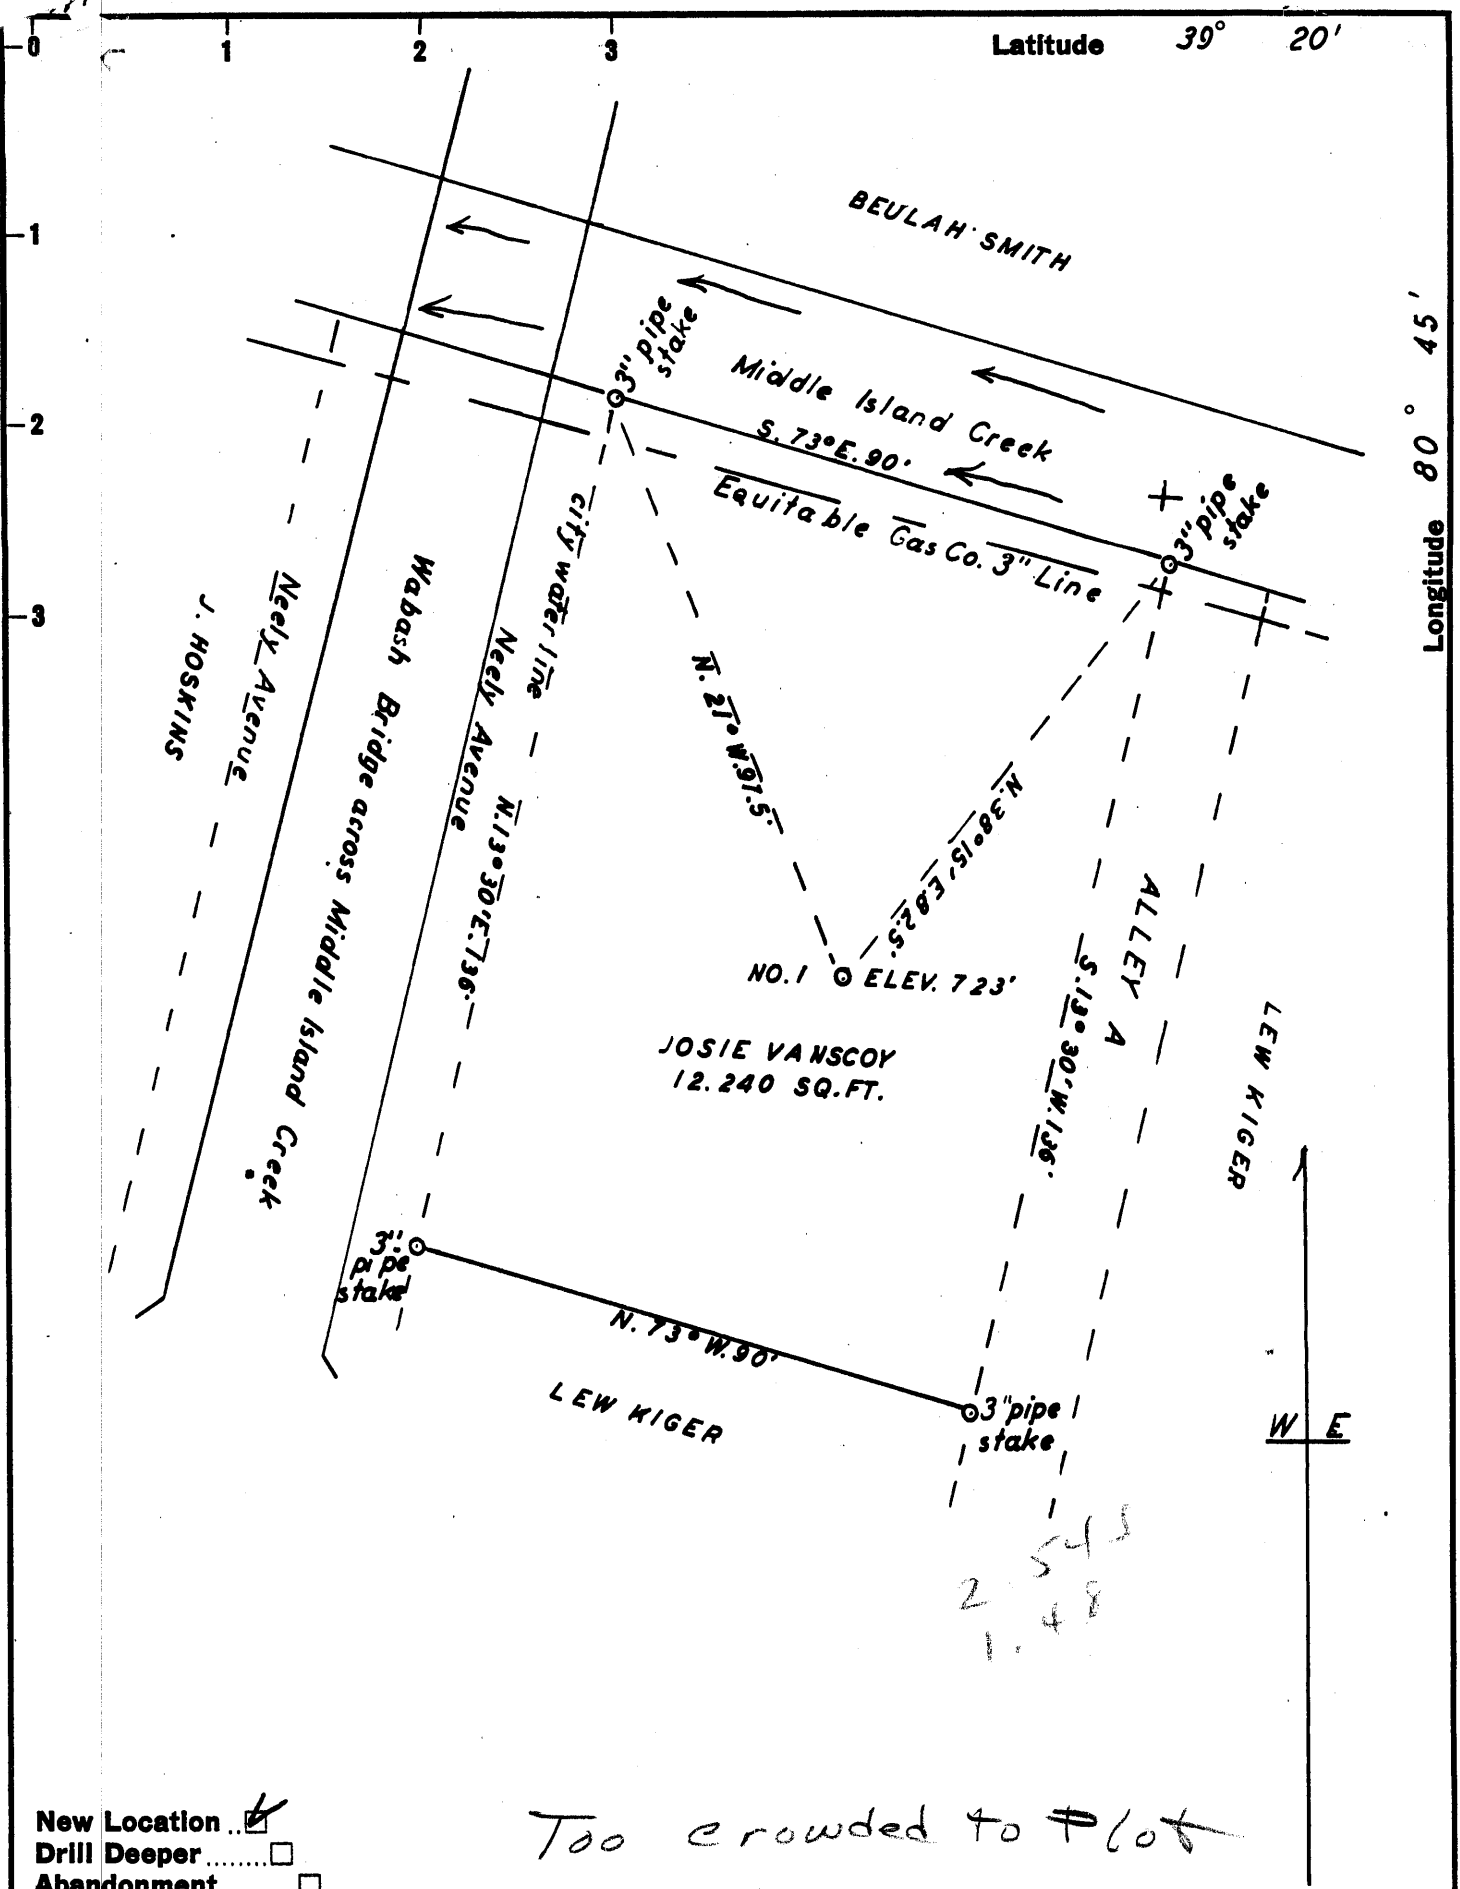 0 1 2 3 Latitude 39° 20'
1
2
3
Longitude 80° 45'
BEULAH SMITH
3" pipe
stake
Middle Island Creek
S. 73° E. 90'
Equitable Gas Co. 3" Line
3" pipe
stake
J. HOSKINS
Neely Avenue
Wabash Bridge across Middle Island Creek
Neely Avenue
city water line
N. 13° 30' E. 136'
N. 21° W. 97.5'
N. 38° 15' E. 82.5'
NO. 1 ELEV. 723'
JOSIE VANSCOY
12.240 SQ. FT.
ALLEY A
S. 13° 30' W. 136'
LEW KIGER
3"
pipe
stake
N. 73° W. 90'
LEW KIGER
3" pipe
stake
W E
2
1.48
New Location
Drill Deeper
Abandonment
Too crowded to Plot